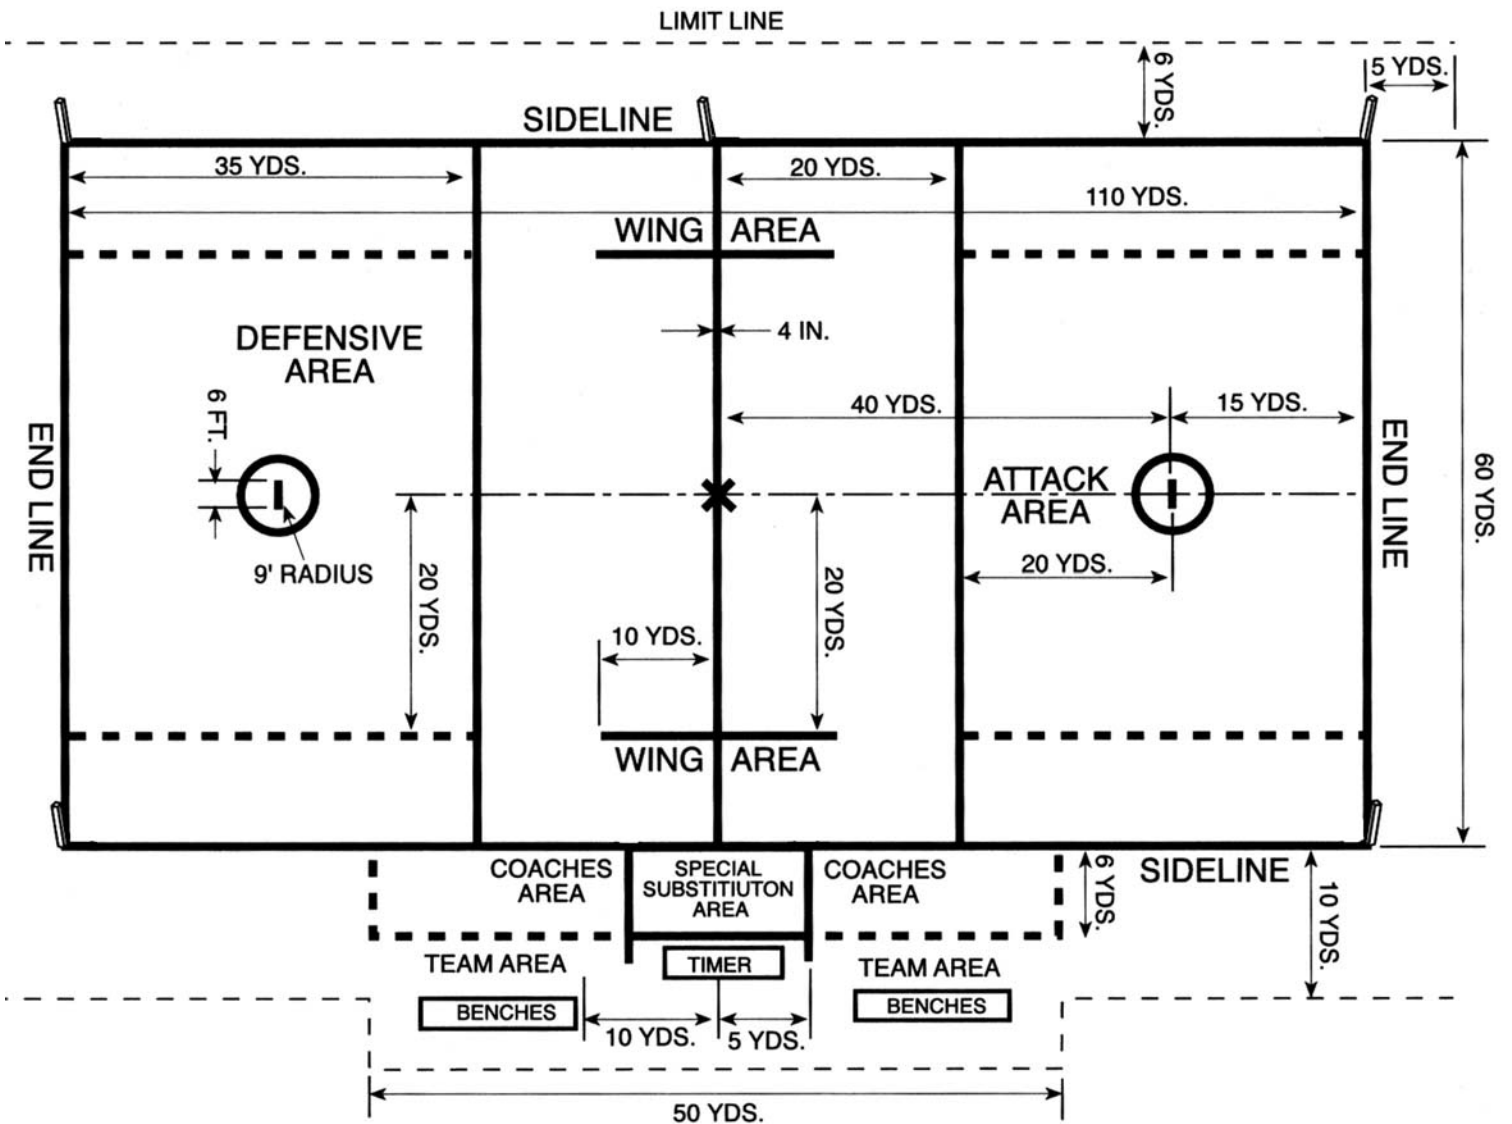 LIMIT LINE
6 YDS.
5 YDS.
SIDELINE
35 YDS.
20 YDS.
110 YDS.
WING AREA
DEFENSIVE
AREA
4 IN.
6 FT.
40 YDS.
15 YDS.
END LINE
ATTACK
AREA
END LINE
60 YDS.
9' RADIUS
20 YDS.
20 YDS.
20 YDS.
10 YDS.
WING AREA
COACHES
AREA
SPECIAL
SUBSTITIUTON
AREA
COACHES
AREA
6 YDS.
SIDELINE
10 YDS.
TEAM AREA
TIMER
TEAM AREA
BENCHES
BENCHES
10 YDS.
5 YDS.
50 YDS.